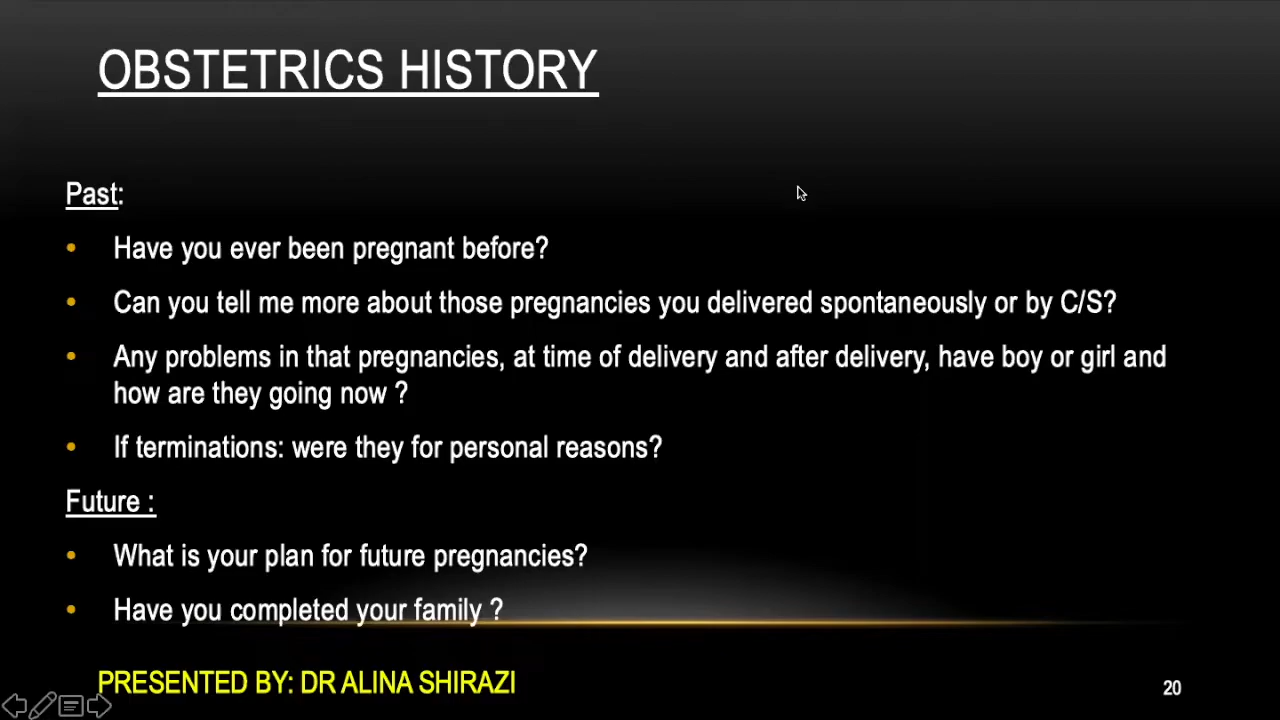 OBSTETRICS HISTORY
Past:
• Have you ever been pregnant before?
• Can you tell me more about those pregnancies you delivered spontaneously or by C/S?
• Any problems in that pregnancies, at time of delivery and after delivery, have boy or girl and
how are they going now ?
• If terminations: were they for personal reasons?
Future :
• What is your plan for future pregnancies?
• Have you completed your family ?
PRESENTED BY: DR ALINA SHIRAZI
20